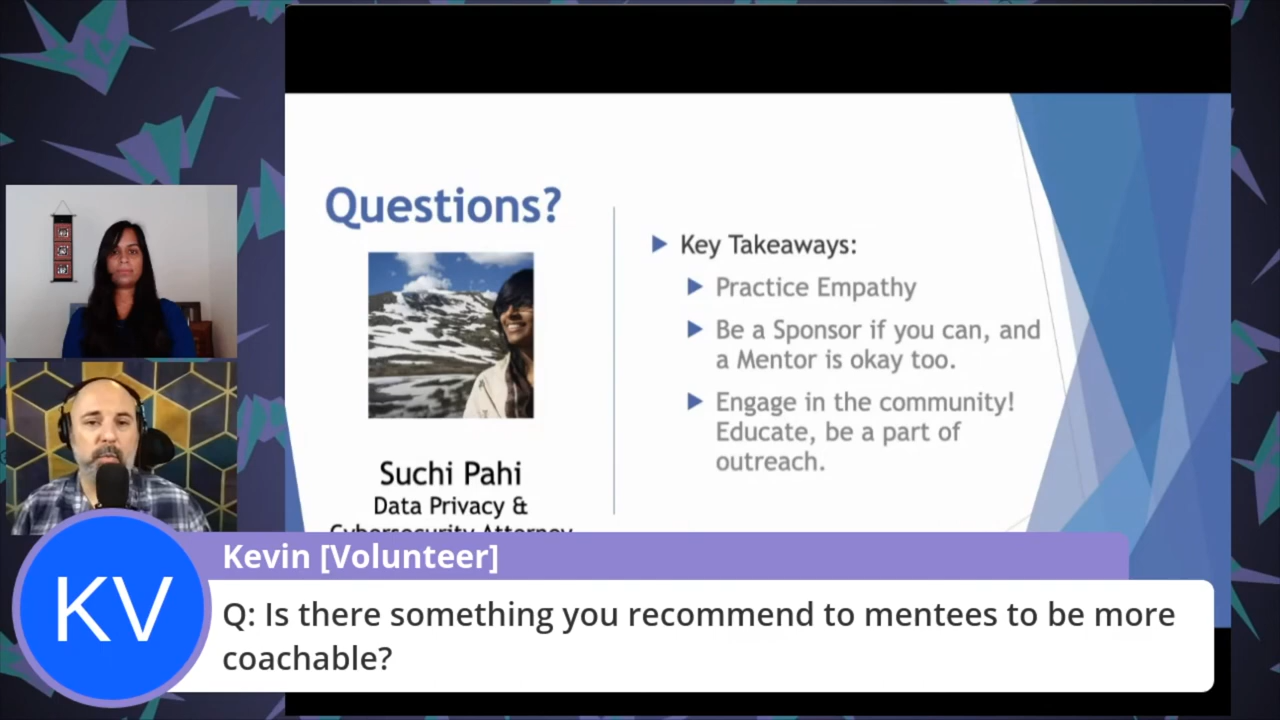 Questions?
Suchi Pahi
Data Privacy &
Cybersecurity Attorney
Key Takeaways:
Practice Empathy
Be a Sponsor if you can, and
a Mentor is okay too.
Engage in the community!
Educate, be a part of
outreach.
KV
Kevin [Volunteer]
Q: Is there something you recommend to mentees to be more
coachable?